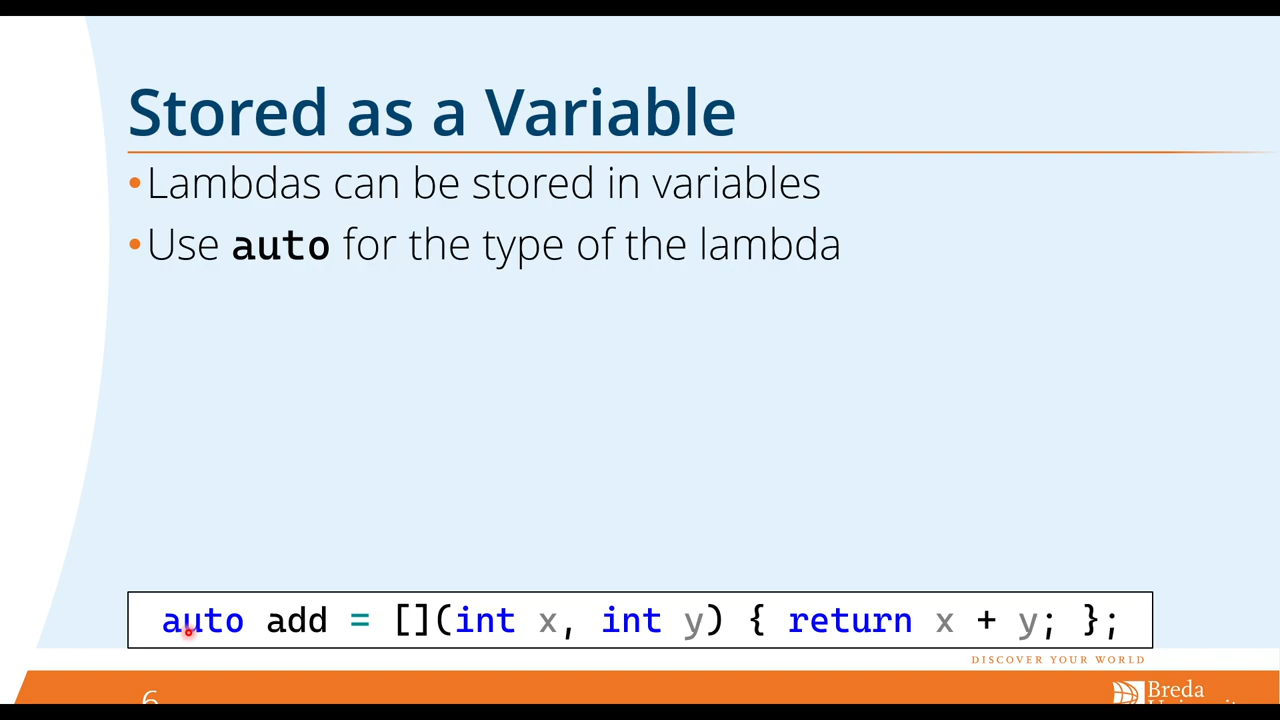 Stored as a Variable
•Lambdas can be stored in variables
•Use auto for the type of the lambda
auto add = [](int x, int y) { return x + y; };
DISCOVER YOUR WORLD
6
Breda